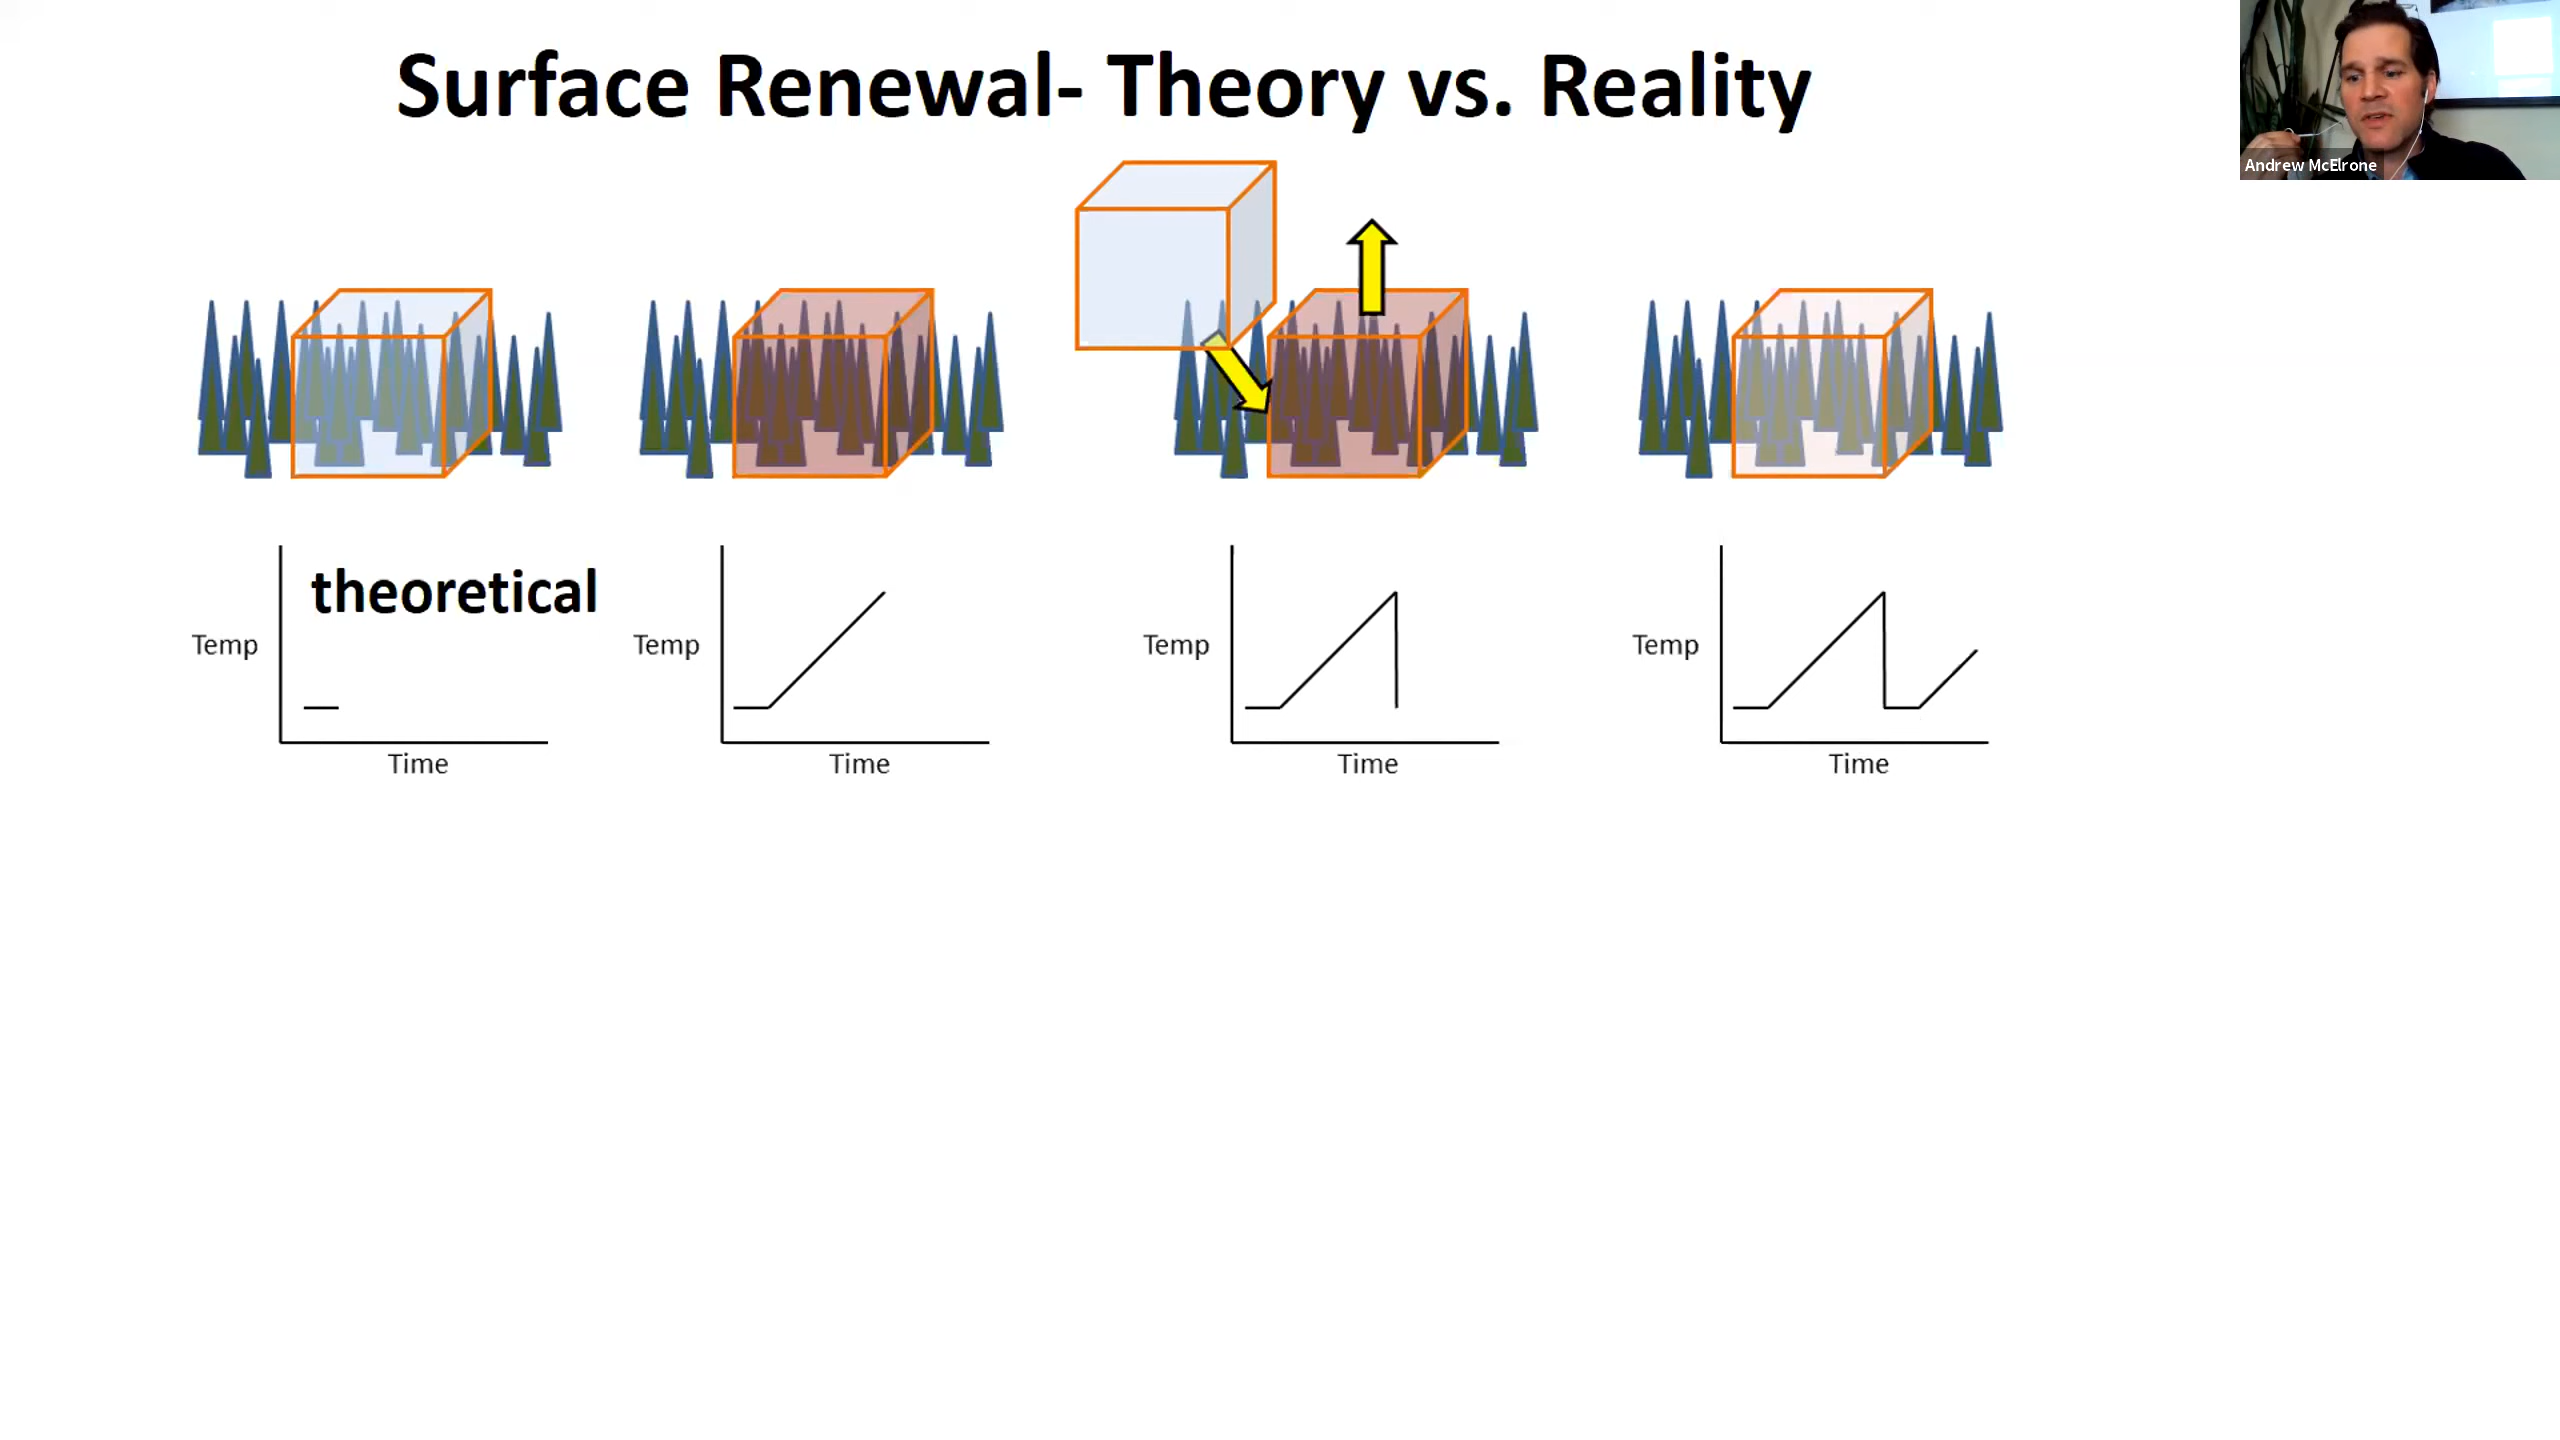 Surface Renewal- Theory vs. Reality
Andrew McElrone
theoretical
Temp
Temp
Temp
Temp
Time
Time
Time
Time